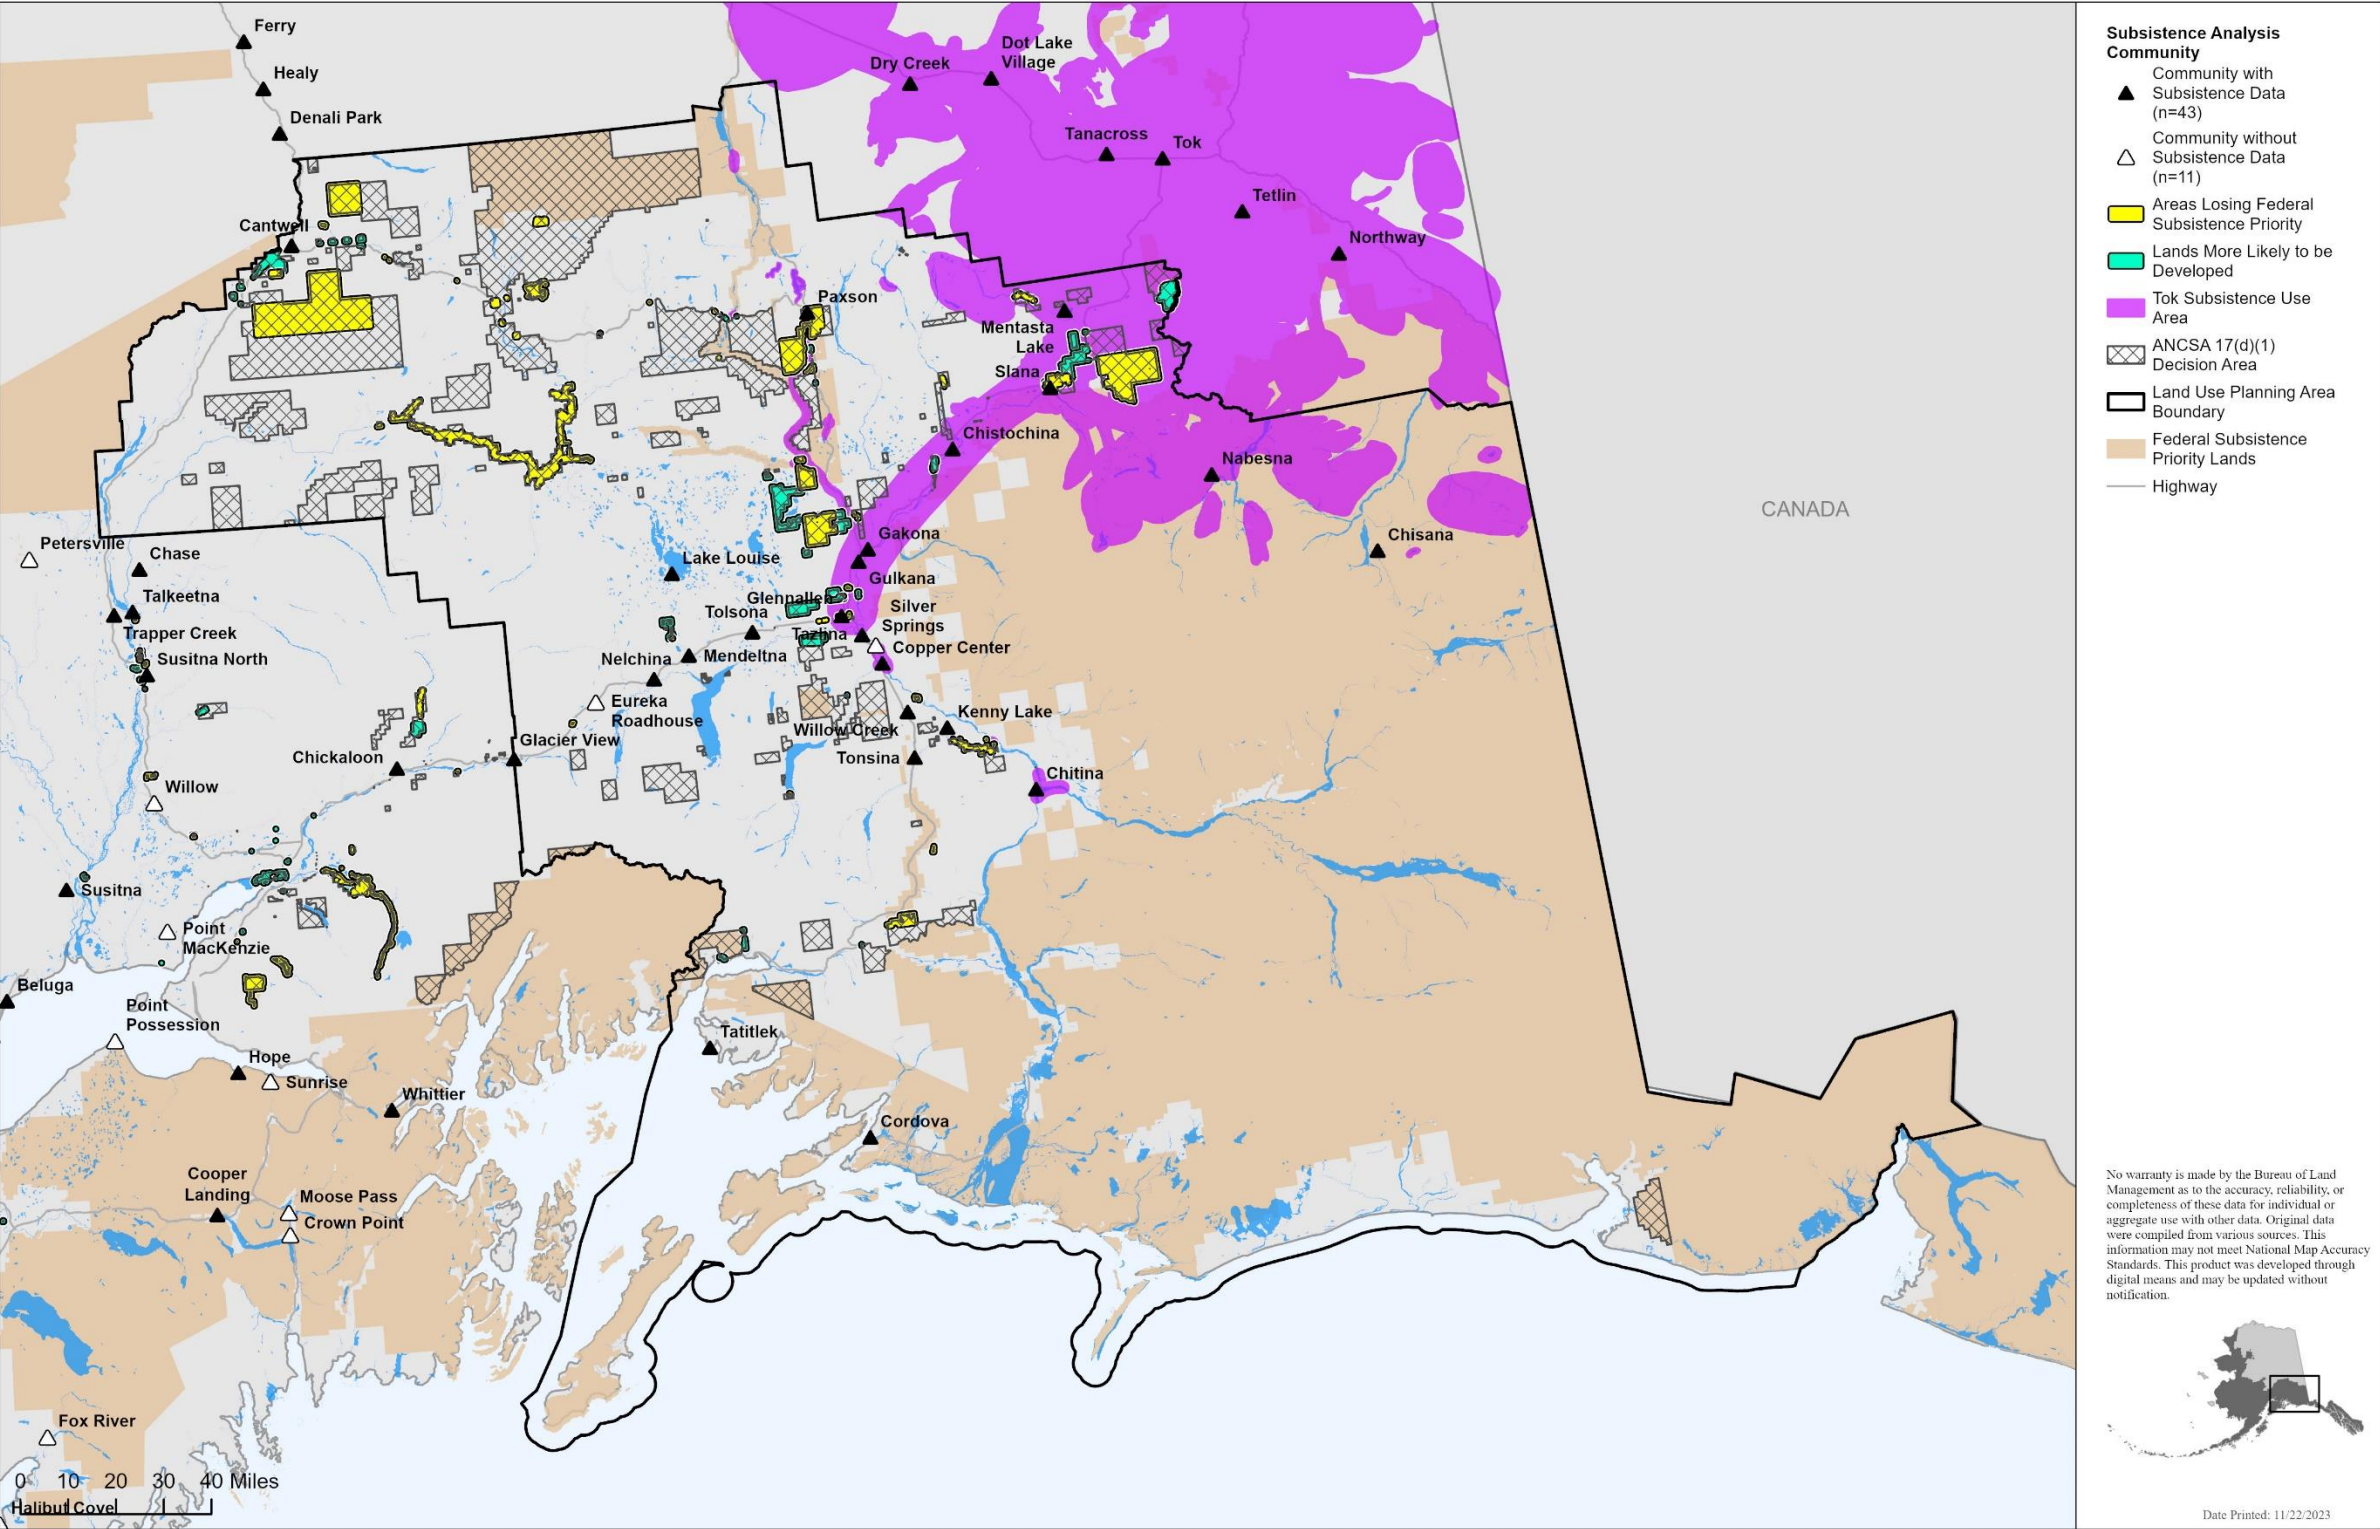 Ferry
Healy
Denali Park
Cantwell
Dry Creek
Dot Lake
Village
Tanacross
Tok
Tetlin
Northway
Paxson
Mentasta
Lake
Slana
Chistochina
Nabesna
Chisana
CANADA
Petersville
Chase
Talkeetna
Trapper Creek
Susitna North
Lake Louise
Gakona
Gulkana
Glennallen
Tolsona
Silver
Springs
Tazlina
Copper Center
Nelchina
Mendeltna
Eureka
Roadhouse
Willow Creek
Kenny Lake
Glacier View
Tonsina
Chickaloon
Chitina
Willow
Susitna
Point
MacKenzie
Beluga
Point
Possession
Hope
Sunrise
Whittier
Tatitlek
Cordova
Cooper
Landing
Moose Pass
Crown Point
Fox River
0 10 20 30 40 Miles
Halibut Cove
Subsistence Analysis
Community
Community with
Subsistence Data
(n=43)
Community without
Subsistence Data
(n=11)
Areas Losing Federal
Subsistence Priority
Lands More Likely to be
Developed
Tok Subsistence Use
Area
ANCSA 17(d)(1)
Decision Area
Land Use Planning Area
Boundary
Federal Subsistence
Priority Lands
Highway
No warranty is made by the Bureau of Land
Management as to the accuracy, reliability, or
completeness of these data for individual or
aggregate use with other data. Original data
were compiled from various sources. This
information may not meet National Map Accuracy
Standards. This product was developed through
digital means and may be updated without
notification.
Date Printed: 11/22/2023